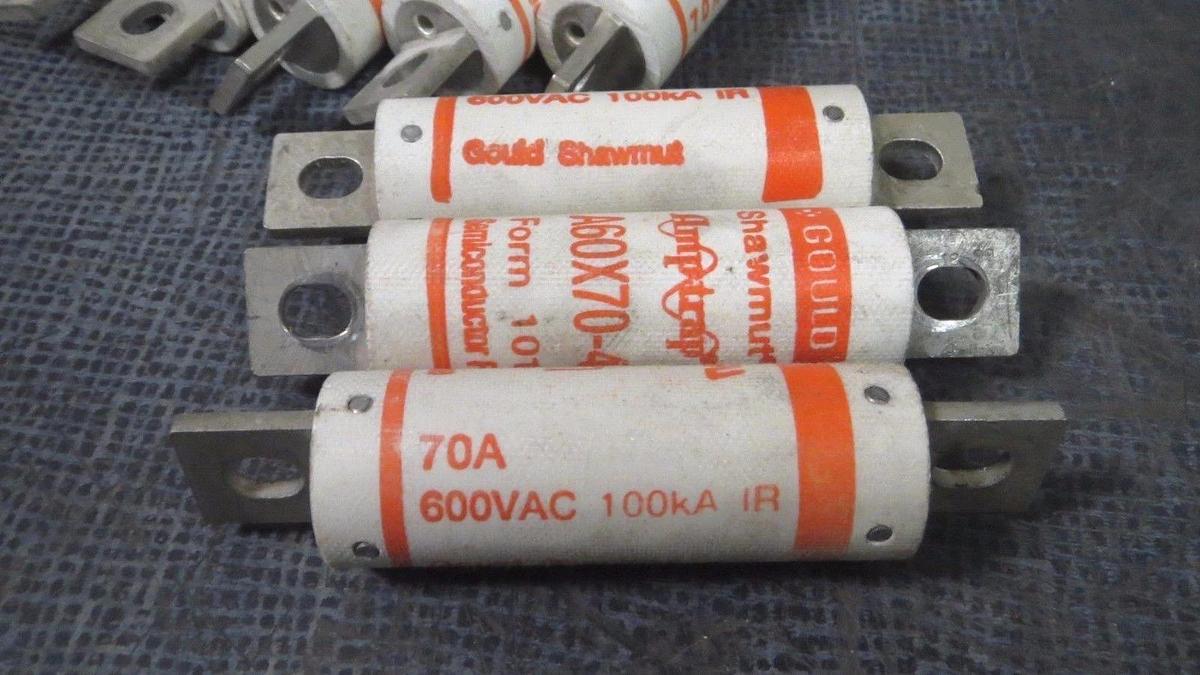 600VAC 100kA IR
Gould Shawmut
GOULD
Shawmut
Amp-trap
A60X70-4
Form 101
Semiconductor
70A
600VAC 100kA IR